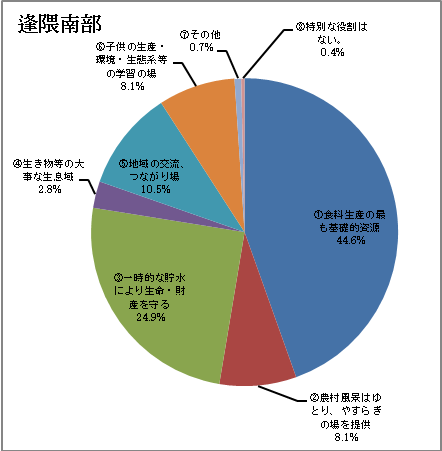 逢隈南部
⑦その他
0.7%
⑧特別な役割は
ない。
0.4%
⑥子供の生産・
環境・生態系等
の学習の場
8.1%
⑤地域の交流、
つながり場
10.5%
④生き物等の大
事な生息域
2.8%
①食料生産の最
も基礎的資源
44.6%
③一時的な貯水
により生命・財
産を守る
24.9%
②農村風景はゆ
とり、やすらぎ
の場を提供
8.1%